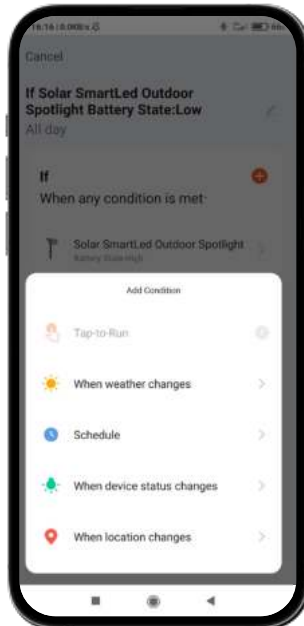 Cancel
If Solar SmartLed Outdoor
Spotlight Battery State:Low
All day
If
When any condition is met
Solar SmartLed Outdoor Spotlight
Battery State:High
Add Condition
Tap-to-Run
When weather changes
Schedule
When device status changes
When location changes